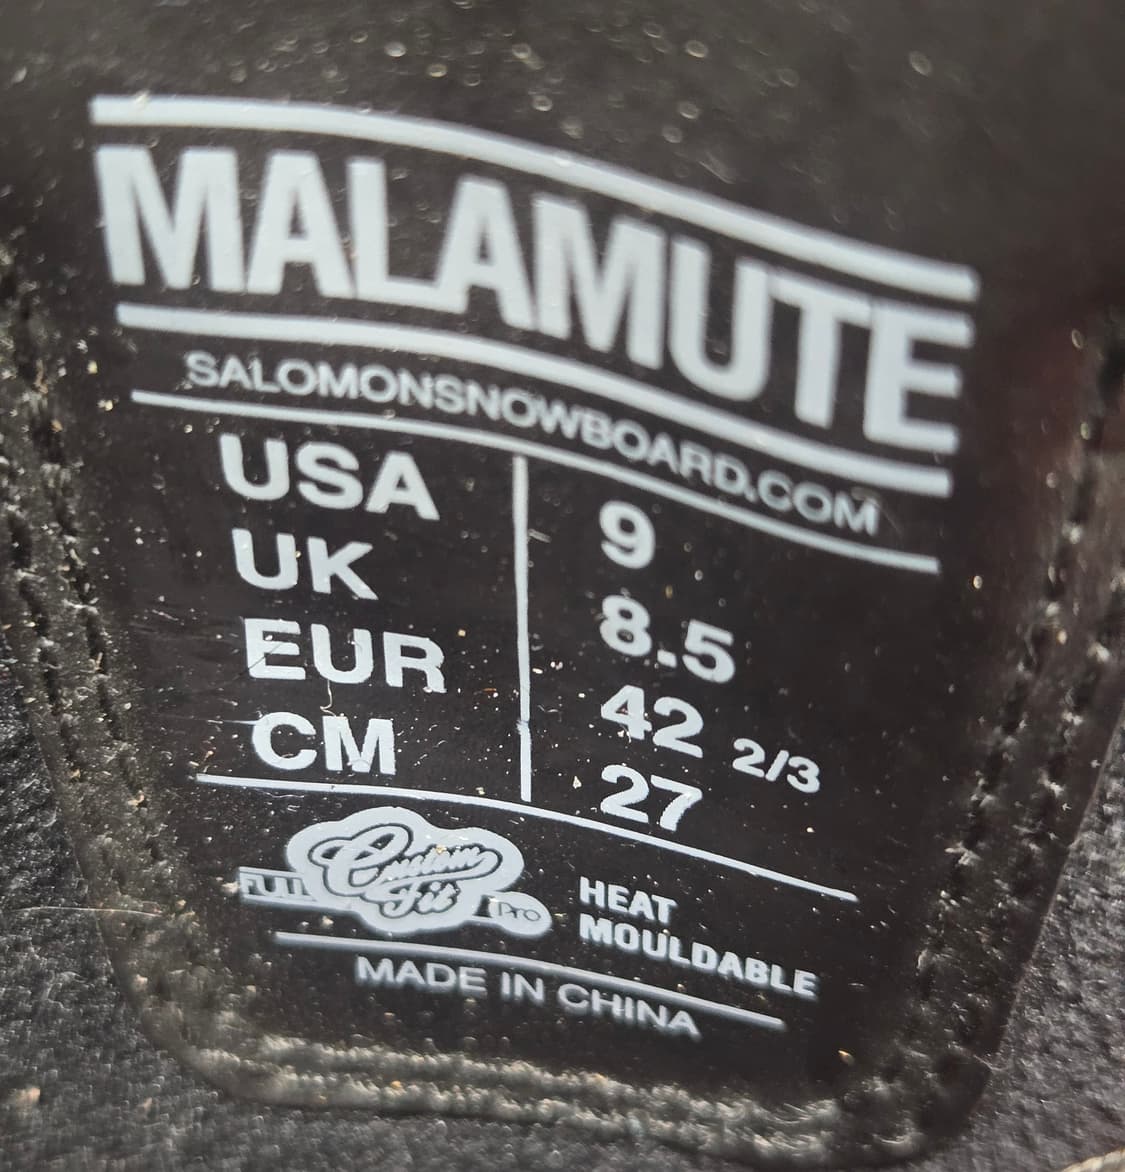 MALAMUTE
SALOMONSNOWBOARD.COM
USA 9
UK 8.5
EUR 42 2/3
CM 27
FULL Custom Fit Pro
HEAT
MOULDABLE
MADE IN CHINA